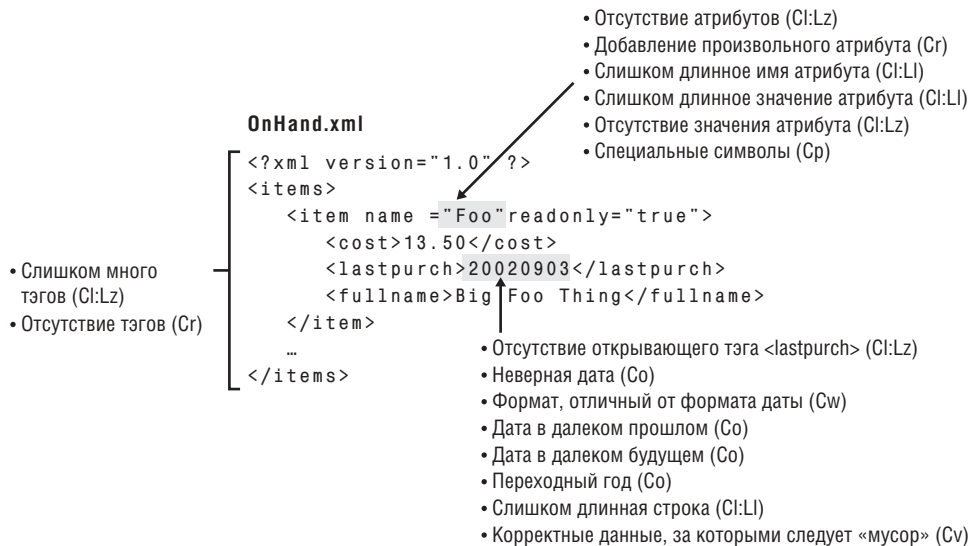 • Отсутствие атрибутов (Cl:Lz)
• Добавление произвольного атрибута (Cr)
• Слишком длинное имя атрибута (Cl:Ll)
• Слишком длинное значение атрибута (Cl:Ll)
• Отсутствие значения атрибута (Cl:Lz)
• Специальные символы (Cp)
OnHand.xml
<?xml version="1.0" ?>
<items>
<item name ="Foo"readonly="true">
<cost>13.50</cost>
<lastpurch>20020903</lastpurch>
<fullname>Big Foo Thing</fullname>
</item>
…
</items>
• Слишком много
тэгов (Cl:Lz)
• Отсутствие тэгов (Cr)
• Отсутствие открывающего тэга <lastpurch> (Cl:Lz)
• Неверная дата (Co)
• Формат, отличный от формата даты (Cw)
• Дата в далеком прошлом (Co)
• Дата в далеком будущем (Co)
• Переходный год (Co)
• Слишком длинная строка (Cl:Ll)
• Корректные данные, за которыми следует «мусор» (Cv)